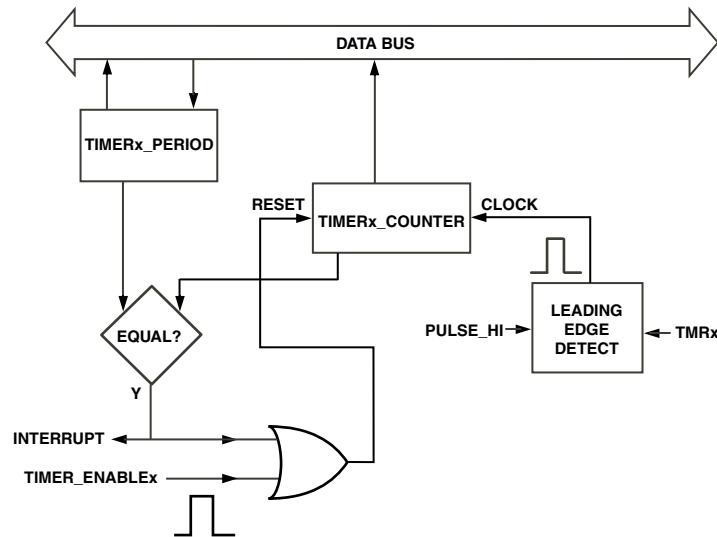 DATA BUS
TIMERx_PERIOD
RESET
TIMERx_COUNTER
CLOCK
EQUAL?
PULSE_HI
LEADING
EDGE
DETECT
TMRx
Y
INTERRUPT
TIMER_ENABLEx